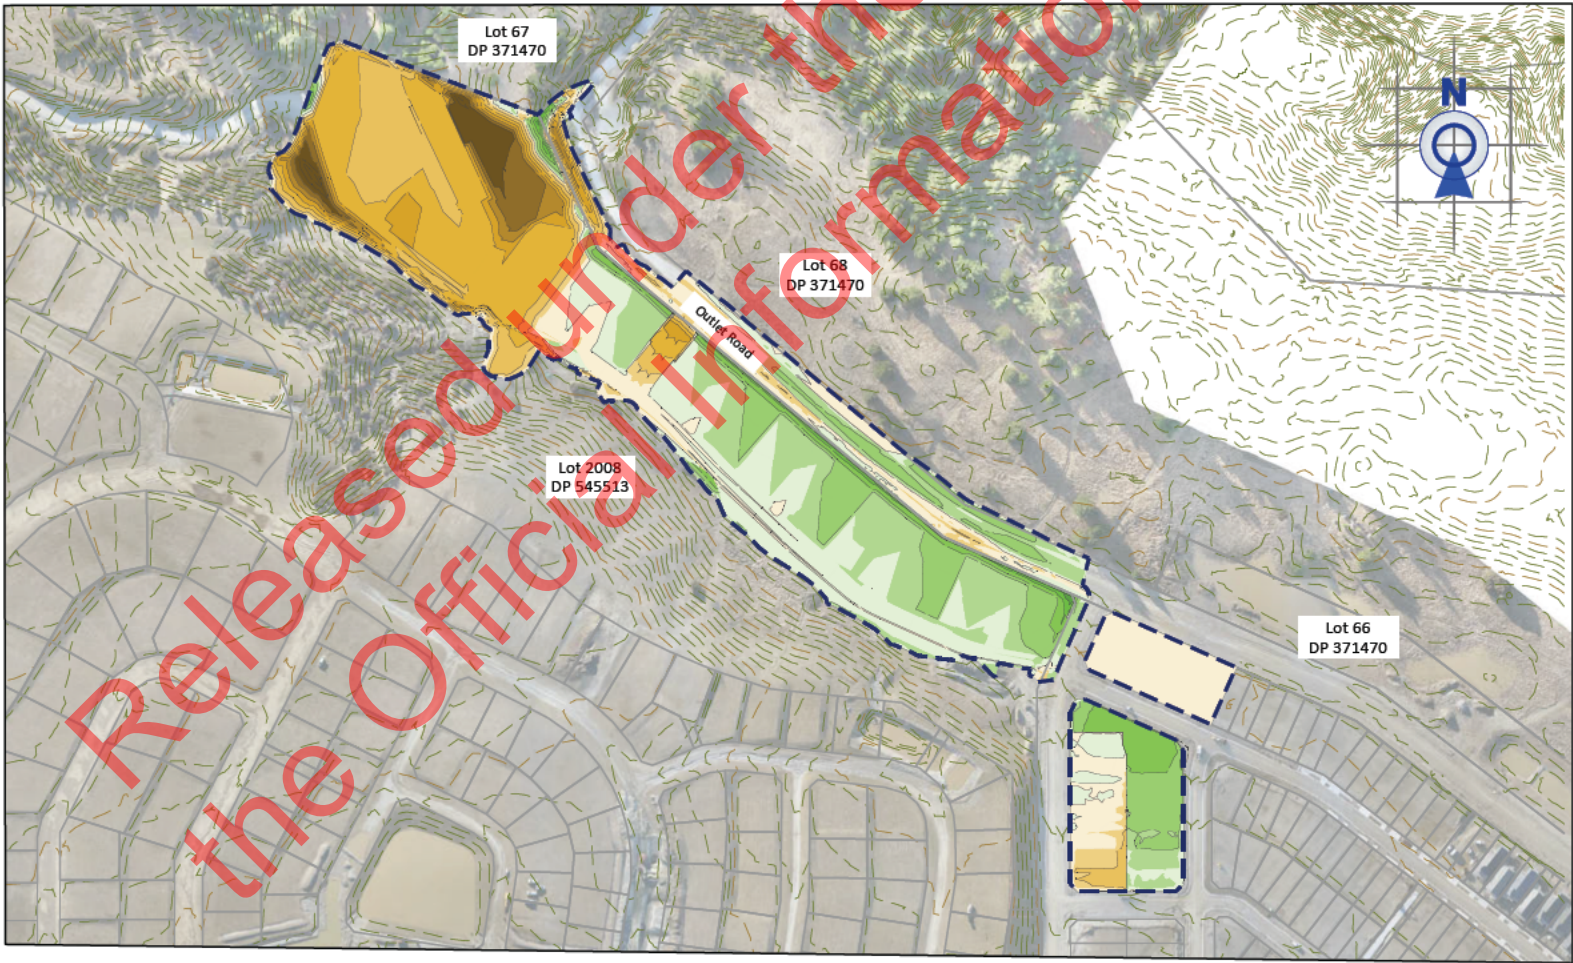 Lot 67
DP 371470
N
Lot 68
DP 371470
Outlet Road
Lot 2008
DP 545513
Lot 66
DP 371470
Released under the
the Official Information